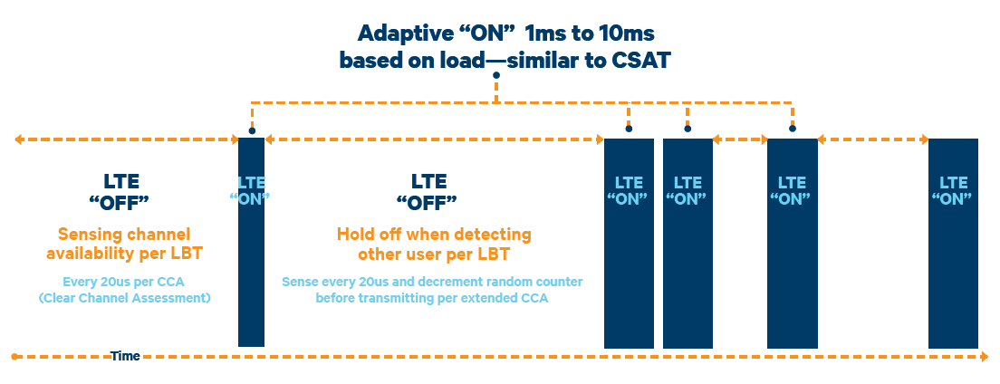 Adaptive “ON” 1ms to 10ms
based on load—similar to CSAT
LTE
“OFF”
Sensing channel
availability per LBT
Every 20us per CCA
(Clear Channel Assessment)
LTE
“ON”
LTE
“OFF”
Hold off when detecting
other user per LBT
Sense every 20us and decrement random counter
before transmitting per extended CCA
LTE
“ON”
LTE
“ON”
LTE
“ON”
LTE
“ON”
Time